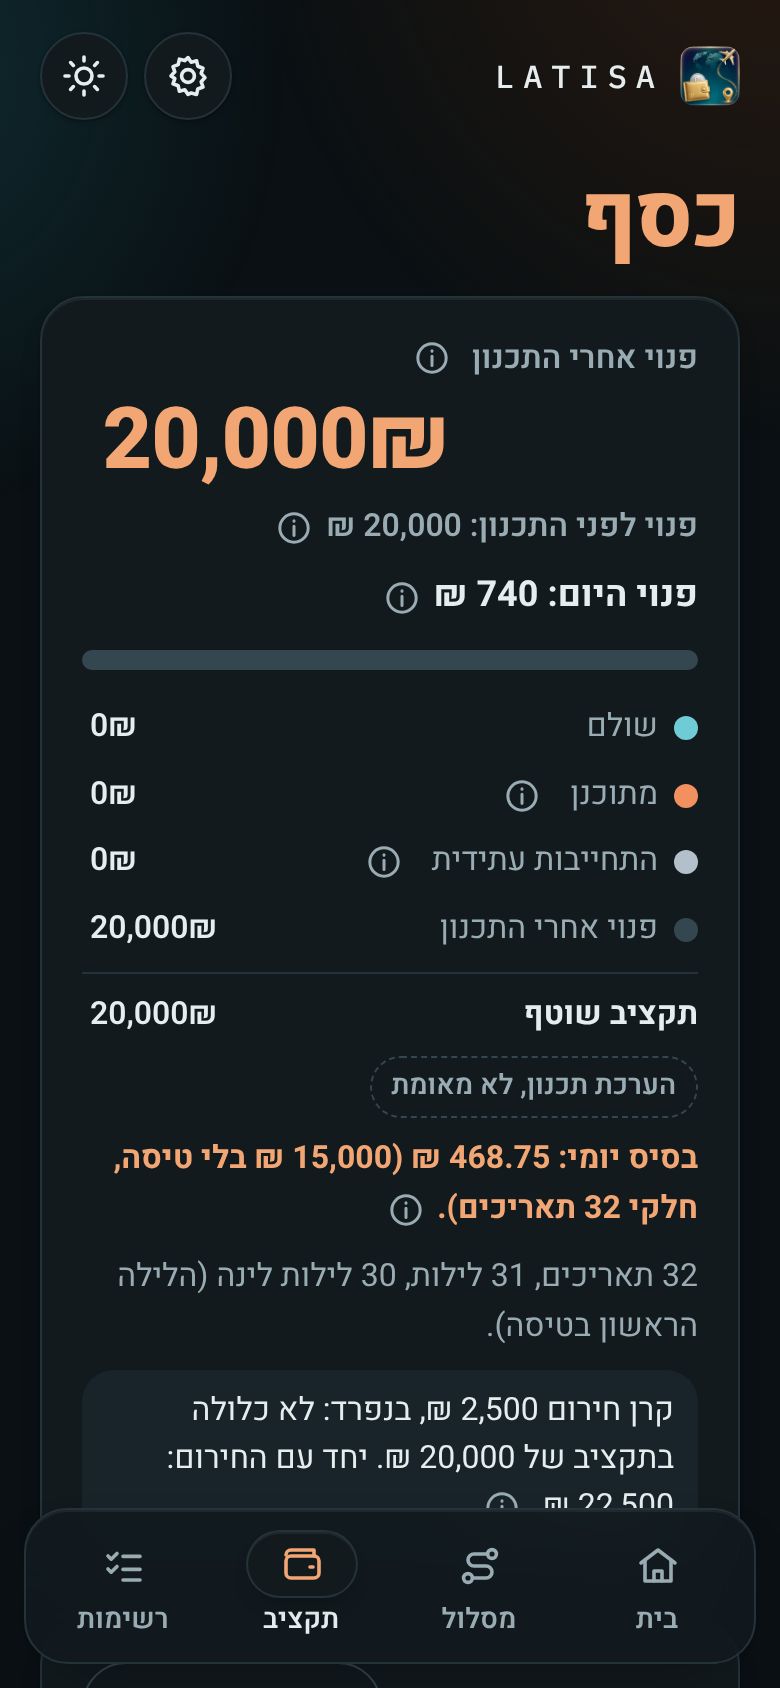 LATISA
כסף
פנוי אחרי התכנון
20,000₪
פנוי לפני התכנון: 20,000 ₪
פנוי היום: 740 ₪
שולם 0₪
מתוכנן 0₪
התחייבות עתידית 0₪
פנוי אחרי התכנון 20,000₪
תקציב שוטף 20,000₪
הערכת תכנון, לא מאומת
בסיס יומי: 468.75 ₪ (15,000 ₪ בלי טיסה,
חלקי 32 תאריכים).
32 תאריכים, 31 לילות, 30 לילות לינה (הלילה
הראשון בטיסה).
קרן חירום 2,500 ₪, בנפרד: לא כלולה
בתקציב של 20,000 ₪. יחד עם החירום:
22,500 ₪
בית
מסלול
תקציב
רשימות